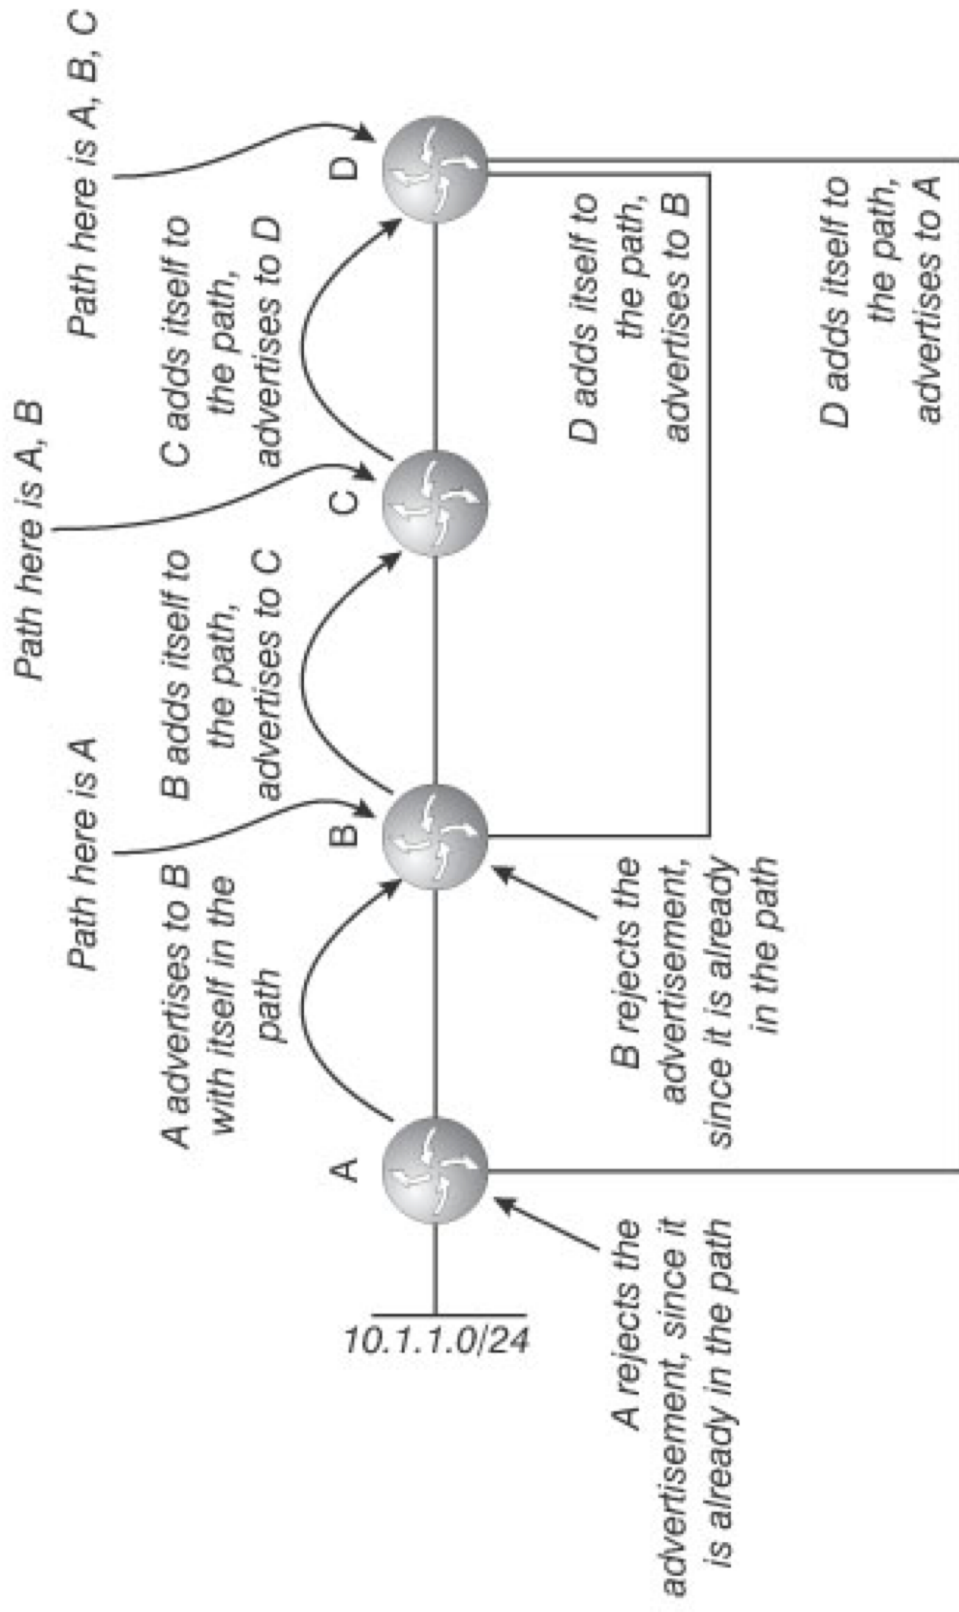 Path here is A
Path here is A, B
Path here is A, B, C
A advertises to B
with itself in the
path
B adds itself to
the path,
advertises to C
C adds itself to
the path,
advertises to D
A
B
C
D
10.1.1.0/24
A rejects the
advertisement, since it
is already in the path
B rejects the
advertisement,
since it is already
in the path
D adds itself to
the path,
advertises to B
D adds itself to
the path,
advertises to A